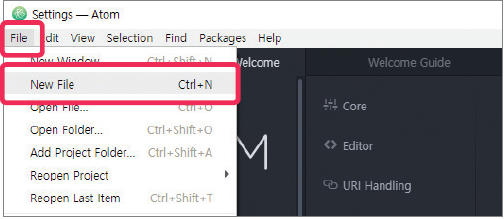 Settings — Atom
File Edit View Selection Find Packages Help
New Window Ctrl+Shift+N
New File Ctrl+N
Open File... Ctrl+O
Open Folder... Ctrl+Shift+O
Add Project Folder... Ctrl+Shift+A
Reopen Project
Reopen Last Item Ctrl+Shift+T
Welcome
Welcome Guide
Core
Editor
URI Handling
M